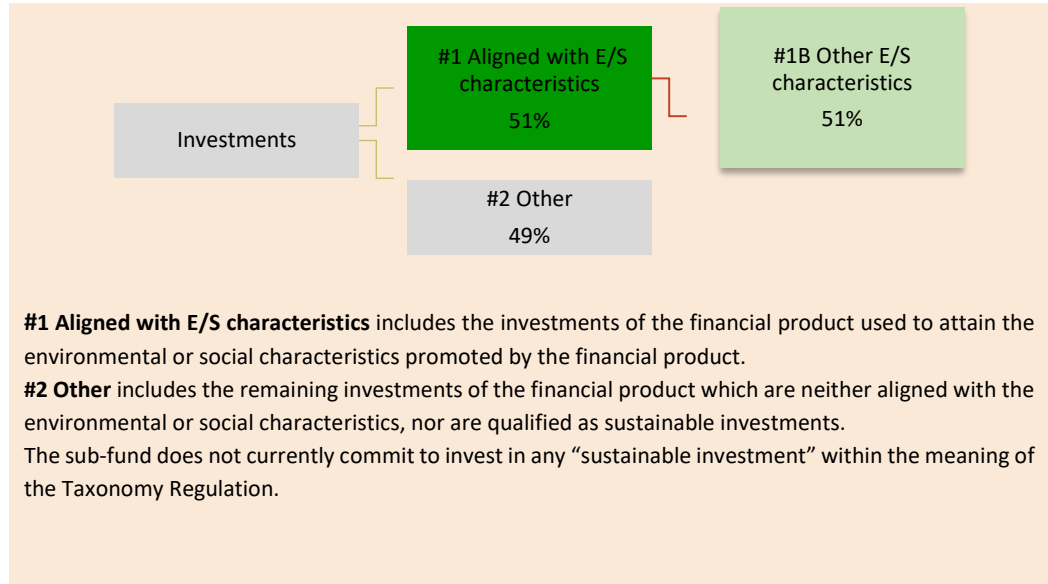 #1 Aligned with E/S
characteristics
51%
#1B Other E/S
characteristics
51%
Investments
#2 Other
49%
#1 Aligned with E/S characteristics includes the investments of the financial product used to attain the
environmental or social characteristics promoted by the financial product.
#2 Other includes the remaining investments of the financial product which are neither aligned with the
environmental or social characteristics, nor are qualified as sustainable investments.
The sub-fund does not currently commit to invest in any “sustainable investment” within the meaning of
the Taxonomy Regulation.